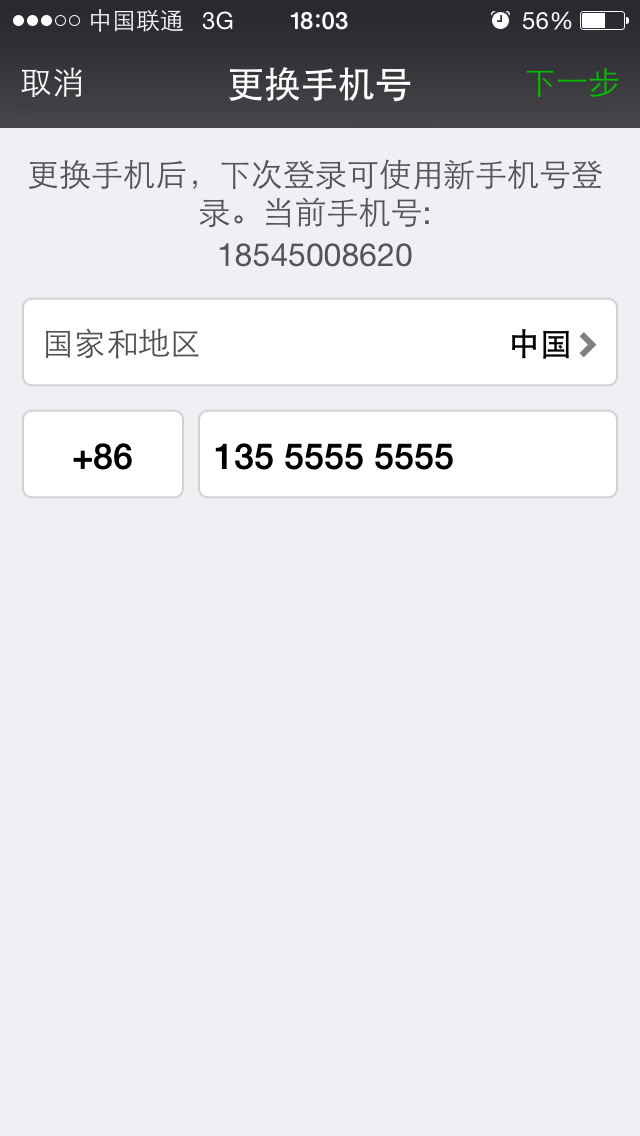 中国联通 3G 18:03 56%
取消 更换手机号 下一步
更换手机后，下次登录可使用新手机号登
录。当前手机号:
18545008620
国家和地区 中国
+86 135 5555 5555